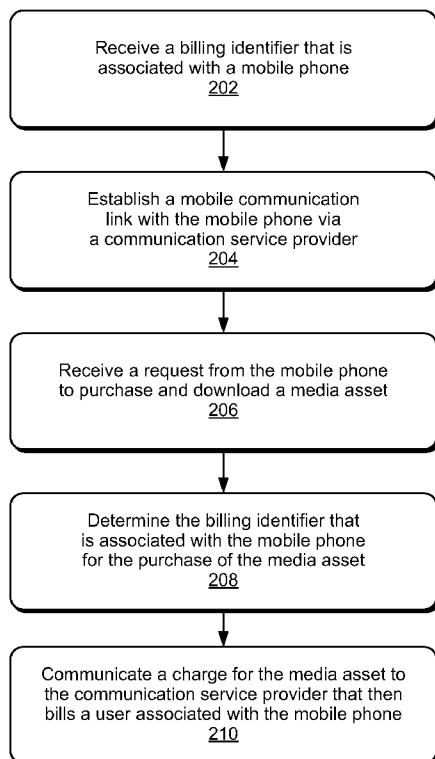 Receive a billing identifier that is
associated with a mobile phone
202
Establish a mobile communication
link with the mobile phone via
a communication service provider
204
Receive a request from the mobile phone
to purchase and download a media asset
206
Determine the billing identifier that
is associated with the mobile phone
for the purchase of the media asset
208
Communicate a charge for the media asset to
the communication service provider that then
bills a user associated with the mobile phone
210